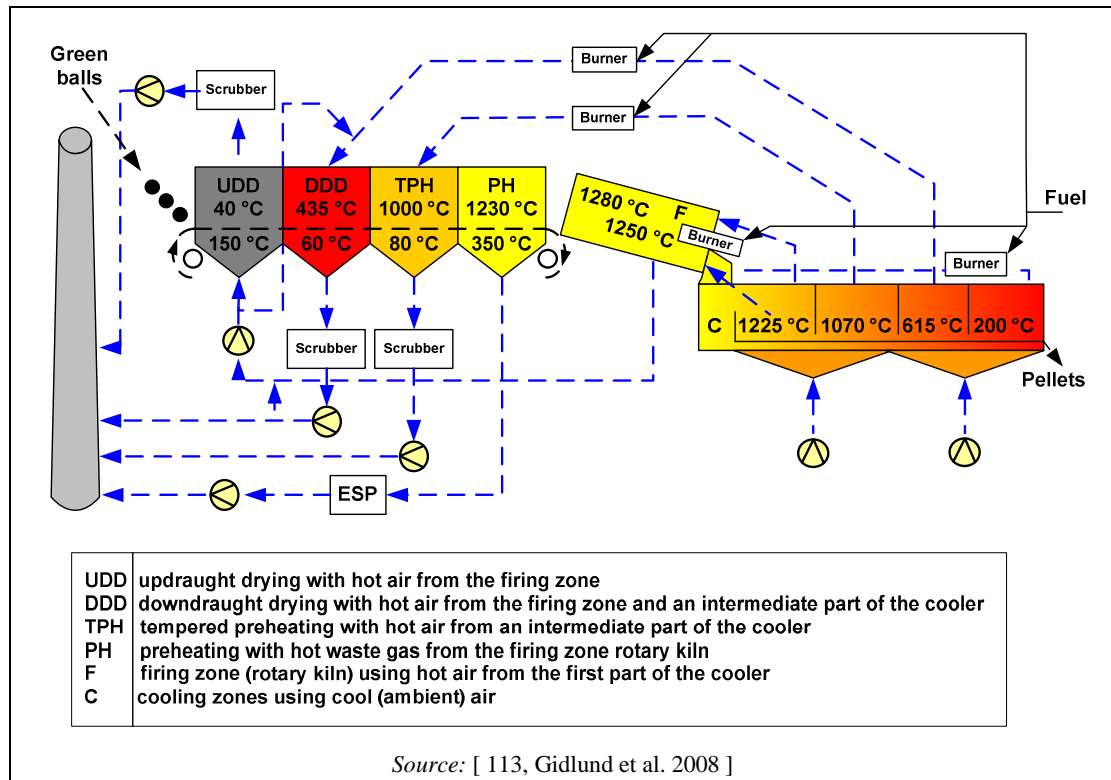 Green
balls
Scrubber
Burner
Burner
UDD
40 °C
150 °C
DDD
435 °C
60 °C
TPH
1000 °C
80 °C
PH
1230 °C
350 °C
1280 °C F
1250 °C
Burner
Fuel
Burner
C 1225 °C 1070 °C 615 °C 200 °C
Pellets
Scrubber
Scrubber
ESP
UDD updraught drying with hot air from the firing zone
DDD downdraught drying with hot air from the firing zone and an intermediate part of the cooler
TPH tempered preheating with hot air from an intermediate part of the cooler
PH preheating with hot waste gas from the firing zone rotary kiln
F firing zone (rotary kiln) using hot air from the first part of the cooler
C cooling zones using cool (ambient) air
Source: [ 113, Gidlund et al. 2008 ]